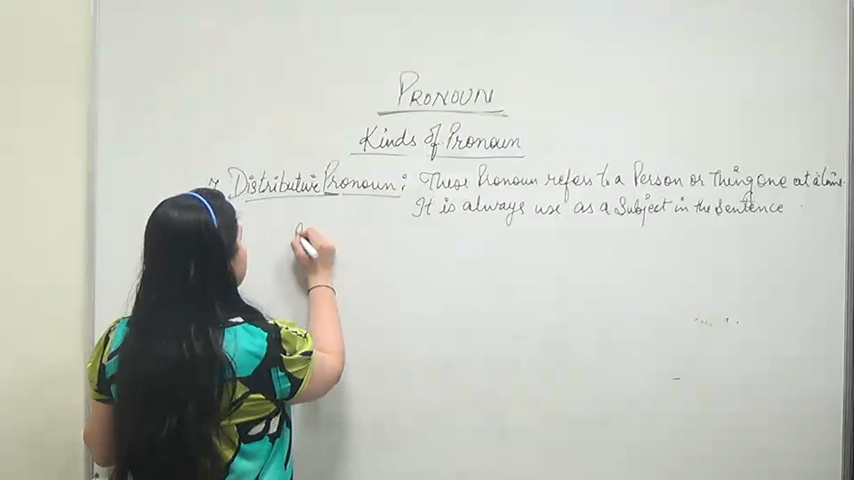 PRONOUN
Kinds of Pronoun
7. Distributive Pronoun : These Pronoun refers to a Person or Thing one at a time.
It is always use as a Subject in the Sentence